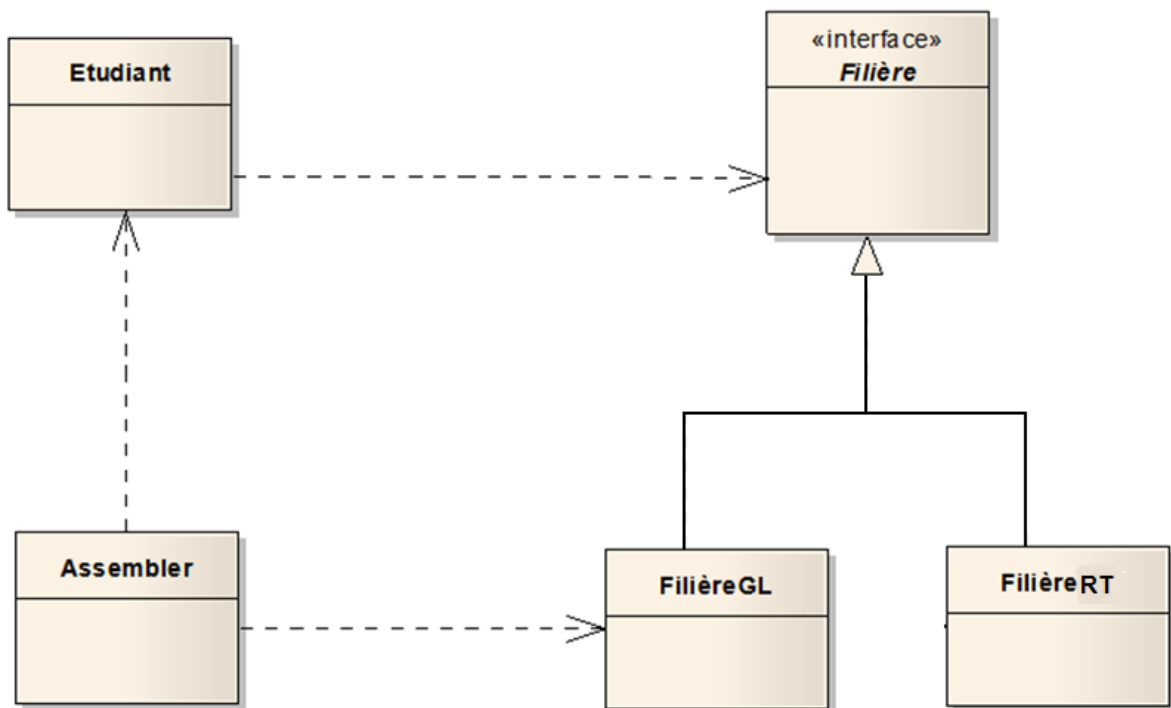 Etudiant
«interface»
Filière
Assembler
FilièreGL
FilièreRT